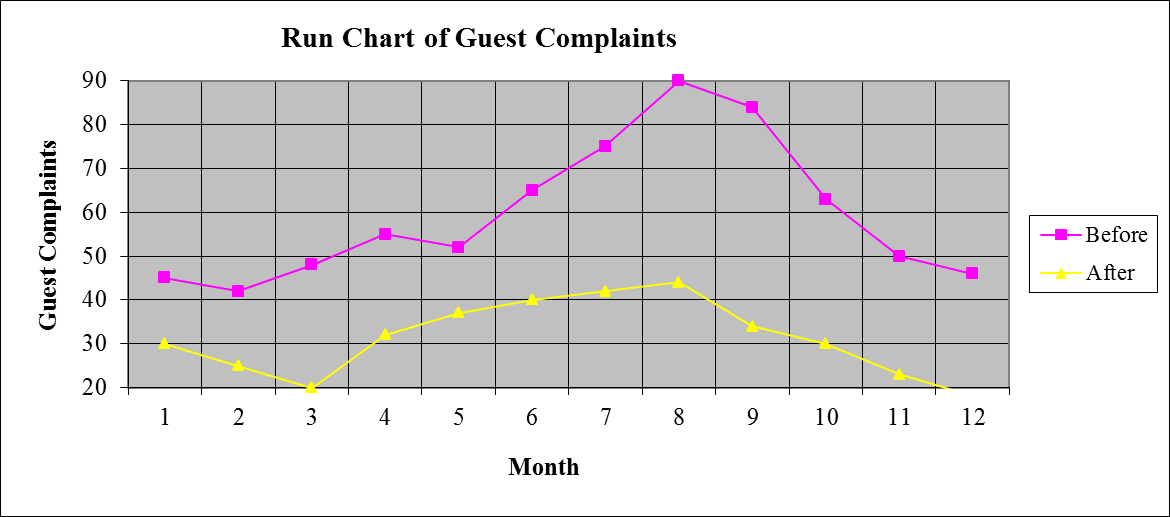 Run Chart of Guest Complaints
90
80
70
60
50
40
30
20
Guest Complaints
1 2 3 4 5 6 7 8 9 10 11 12
Month
Before
After